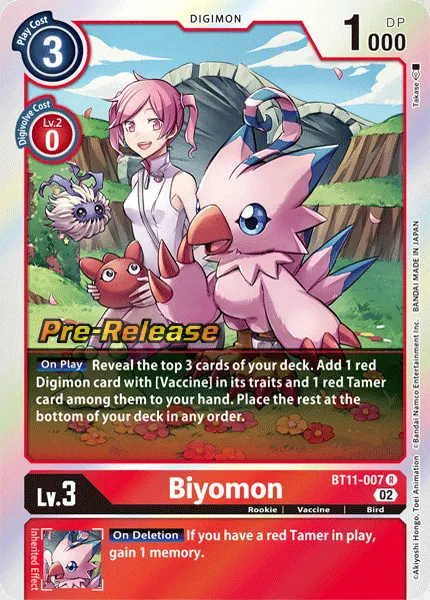 DIGIMON
Play Cost
3
DP
1000
Digivolve Cost
Lv.2
0
Takase
Pre-Release
On Play Reveal the top 3 cards of your deck. Add 1 red
Digimon card with [Vaccine] in its traits and 1 red Tamer
card among them to your hand. Place the rest at the
bottom of your deck in any order.
©Akiyoshi Hongo, Toei Animation ©Bandai Namco Entertainment Inc. BANDAI MADE IN JAPAN
BT11-007 R
Lv.3
Biyomon
02
Rookie | Vaccine | Bird
Inherited Effect
On Deletion If you have a red Tamer in play,
gain 1 memory.